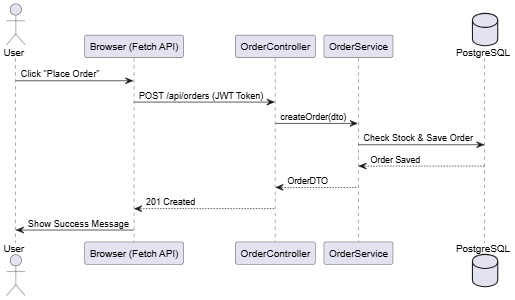 User
Browser (Fetch API)
OrderController
OrderService
PostgreSQL
Click "Place Order"
POST /api/orders (JWT Token)
createOrder(dto)
Check Stock & Save Order
Order Saved
OrderDTO
201 Created
Show Success Message
User
Browser (Fetch API)
OrderController
OrderService
PostgreSQL